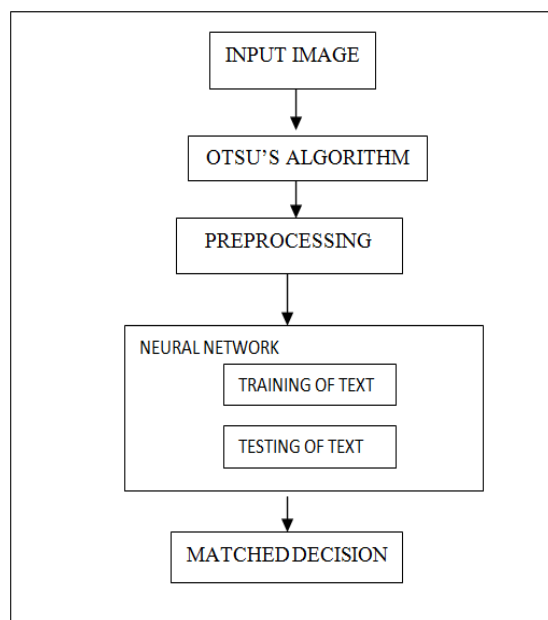 INPUT IMAGE
OTSU'S ALGORITHM
PREPROCESSING
NEURAL NETWORK
TRAINING OF TEXT
TESTING OF TEXT
MATCHED DECISION